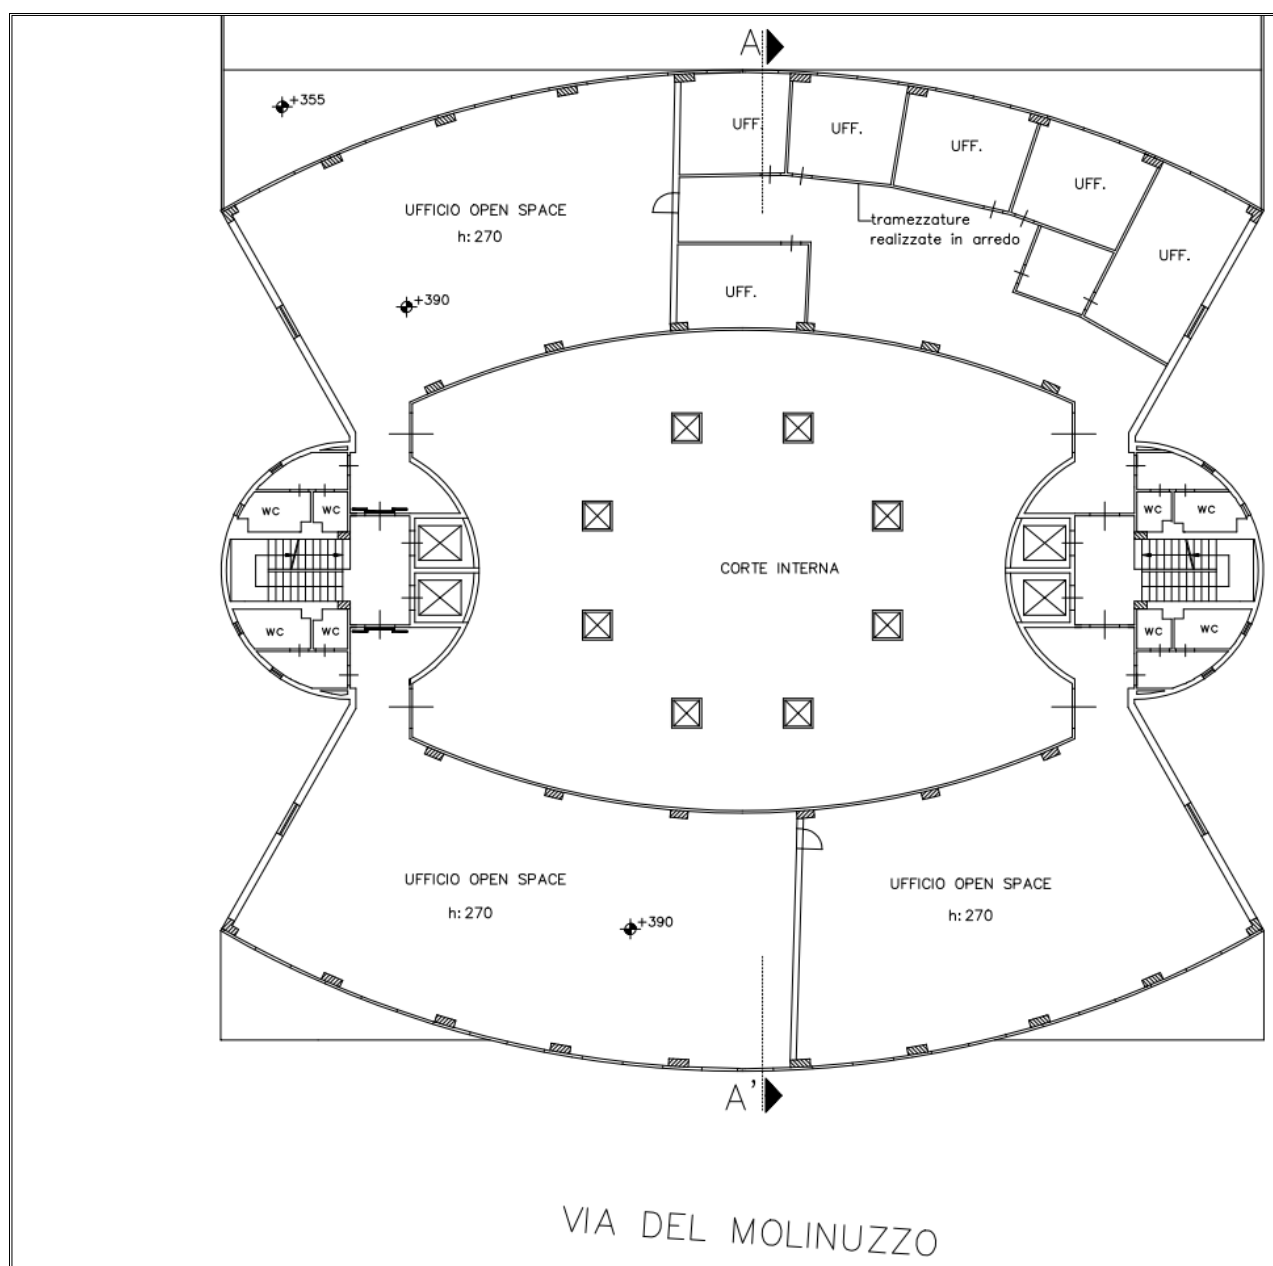 A
+355
UFF.
UFF.
UFF.
UFF.
UFFICIO OPEN SPACE
h: 270
tramezzature
realizzate in arredo
UFF.
UFF.
+390
WC
WC
WC
WC
CORTE INTERNA
WC
WC
WC
WC
UFFICIO OPEN SPACE
h: 270
UFFICIO OPEN SPACE
h: 270
+390
A'
VIA DEL MOLINUZZO